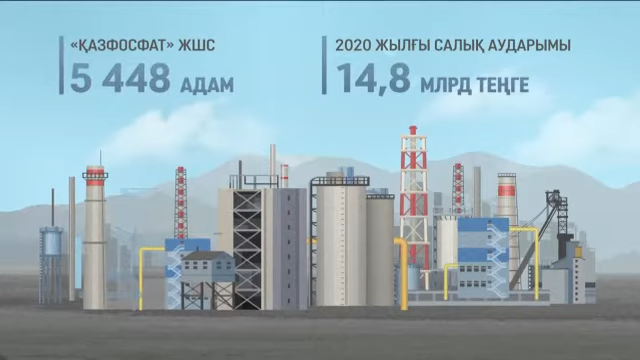 «ҚАЗФОСФАТ» ЖШС
5 448 АДАМ
2020 ЖЫЛҒЫ САЛЫҚ АУДАРЫМЫ
14,8 МЛРД ТЕҢГЕ